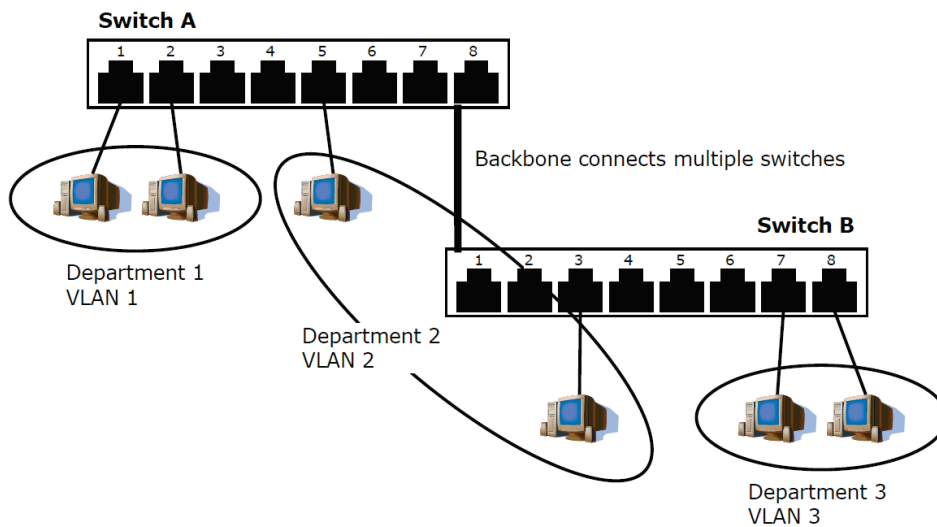 Switch A
1 2 3 4 5 6 7 8
Backbone connects multiple switches
Switch B
1 2 3 4 5 6 7 8
Department 1
VLAN 1
Department 2
VLAN 2
Department 3
VLAN 3